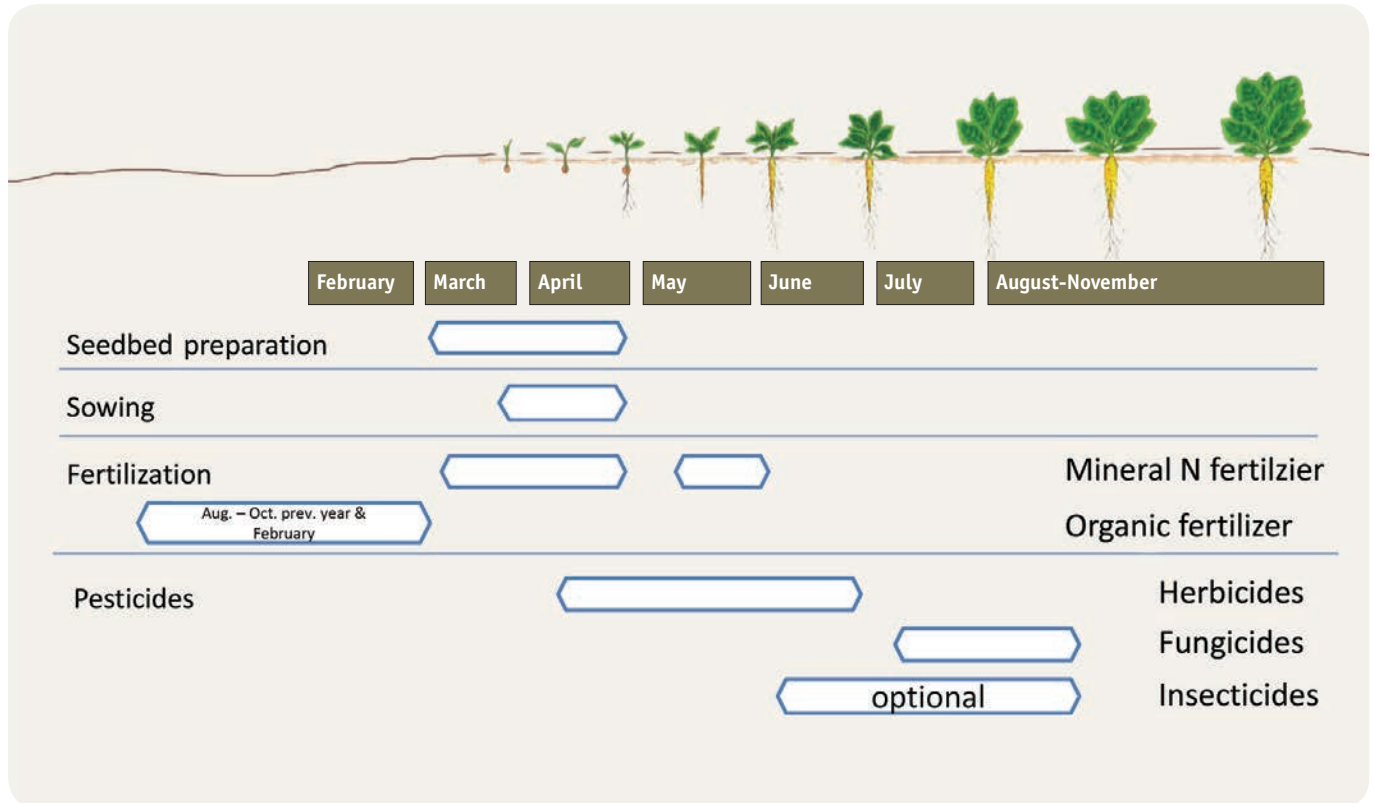 February March April May June July August-November
Seedbed preparation
Sowing
Fertilization
Mineral N fertilzier
Aug. – Oct. prev. year &
February
Organic fertilizer
Pesticides
Herbicides
Fungicides
optional
Insecticides